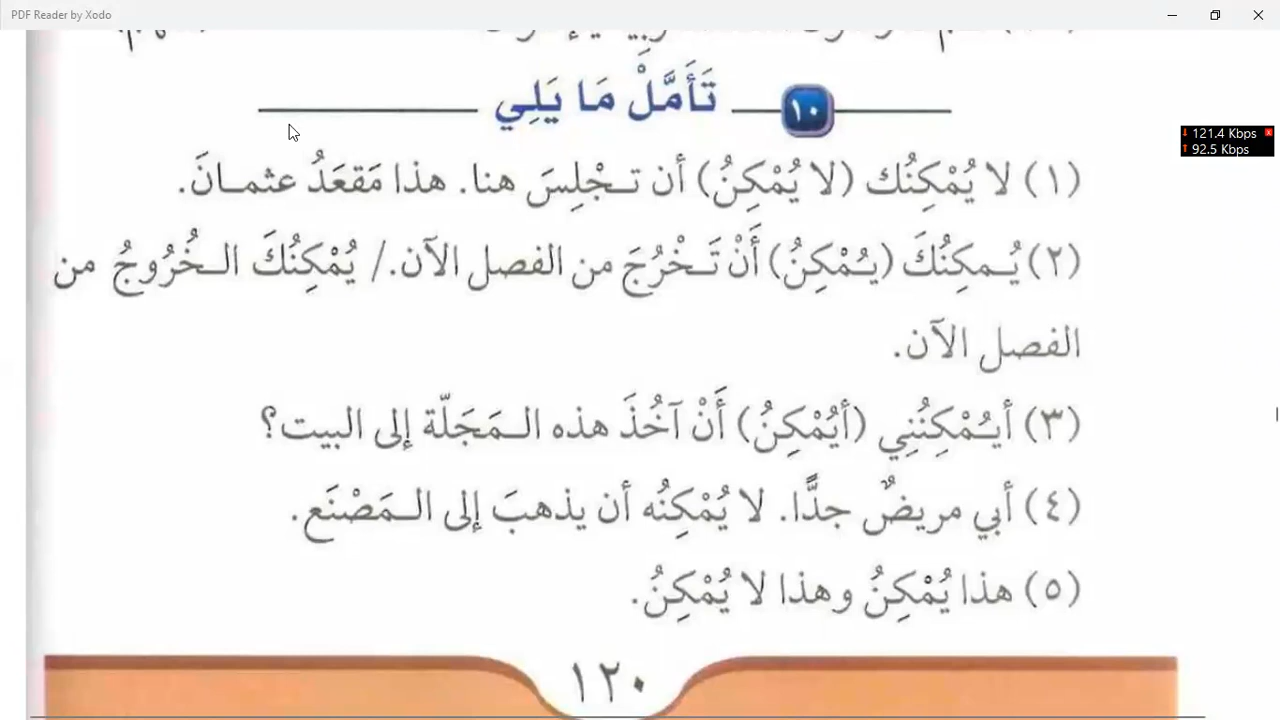 PDF Reader by Xodo
١٠ تَأَمَّلْ مَا يَلِي
121.4 Kbps
92.5 Kbps
(١) لا يُمْكِنُك (لا يُمْكِنُ) أن تـجْلِسَ هنا. هذا مَقعَدُ عثمـانَ.
(٢) يُـمكِنُكَ (يـُمْكِنُ) أَنْ تَـخْرُجَ من الفصل الآن./ يُمْكِنُكَ الـخُرُوجُ من
الفصل الآن.
(٣) أيـُمْكِنُنِي (أيُمْكِنُ) أَنْ آخُذَ هذه الـمَجَلّة إلى البيت؟
(٤) أبي مريضٌ جدًّا. لا يُمْكِنُه أن يذهبَ إلى الـمَصْنَع.
(٥) هذا يُمْكِنُ وهذا لا يُمْكِنُ.
١٢٠